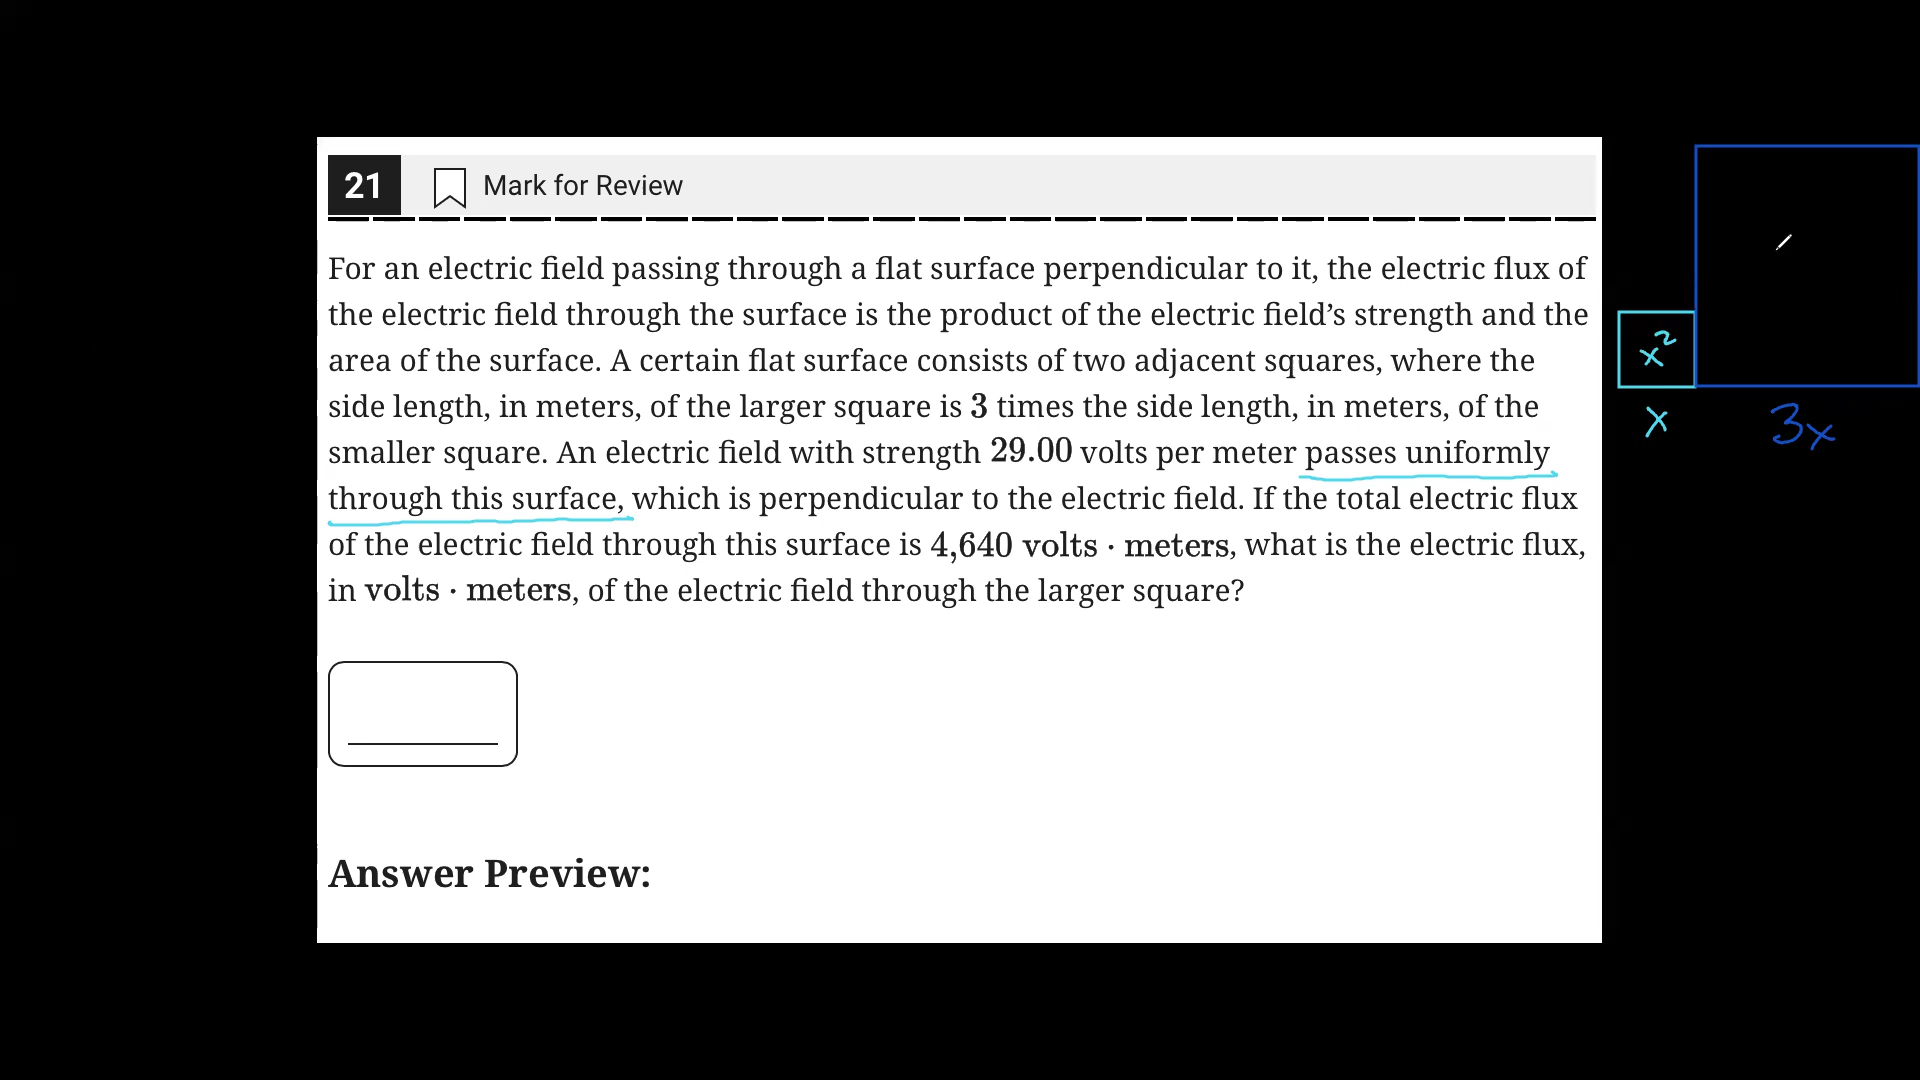 21 Mark for Review
For an electric field passing through a flat surface perpendicular to it, the electric flux of
the electric field through the surface is the product of the electric field’s strength and the
area of the surface. A certain flat surface consists of two adjacent squares, where the
side length, in meters, of the larger square is 3 times the side length, in meters, of the
smaller square. An electric field with strength 29.00 volts per meter passes uniformly
through this surface, which is perpendicular to the electric field. If the total electric flux
of the electric field through this surface is 4,640 volts · meters, what is the electric flux,
in volts · meters, of the electric field through the larger square?
Answer Preview:
x²
x
3x